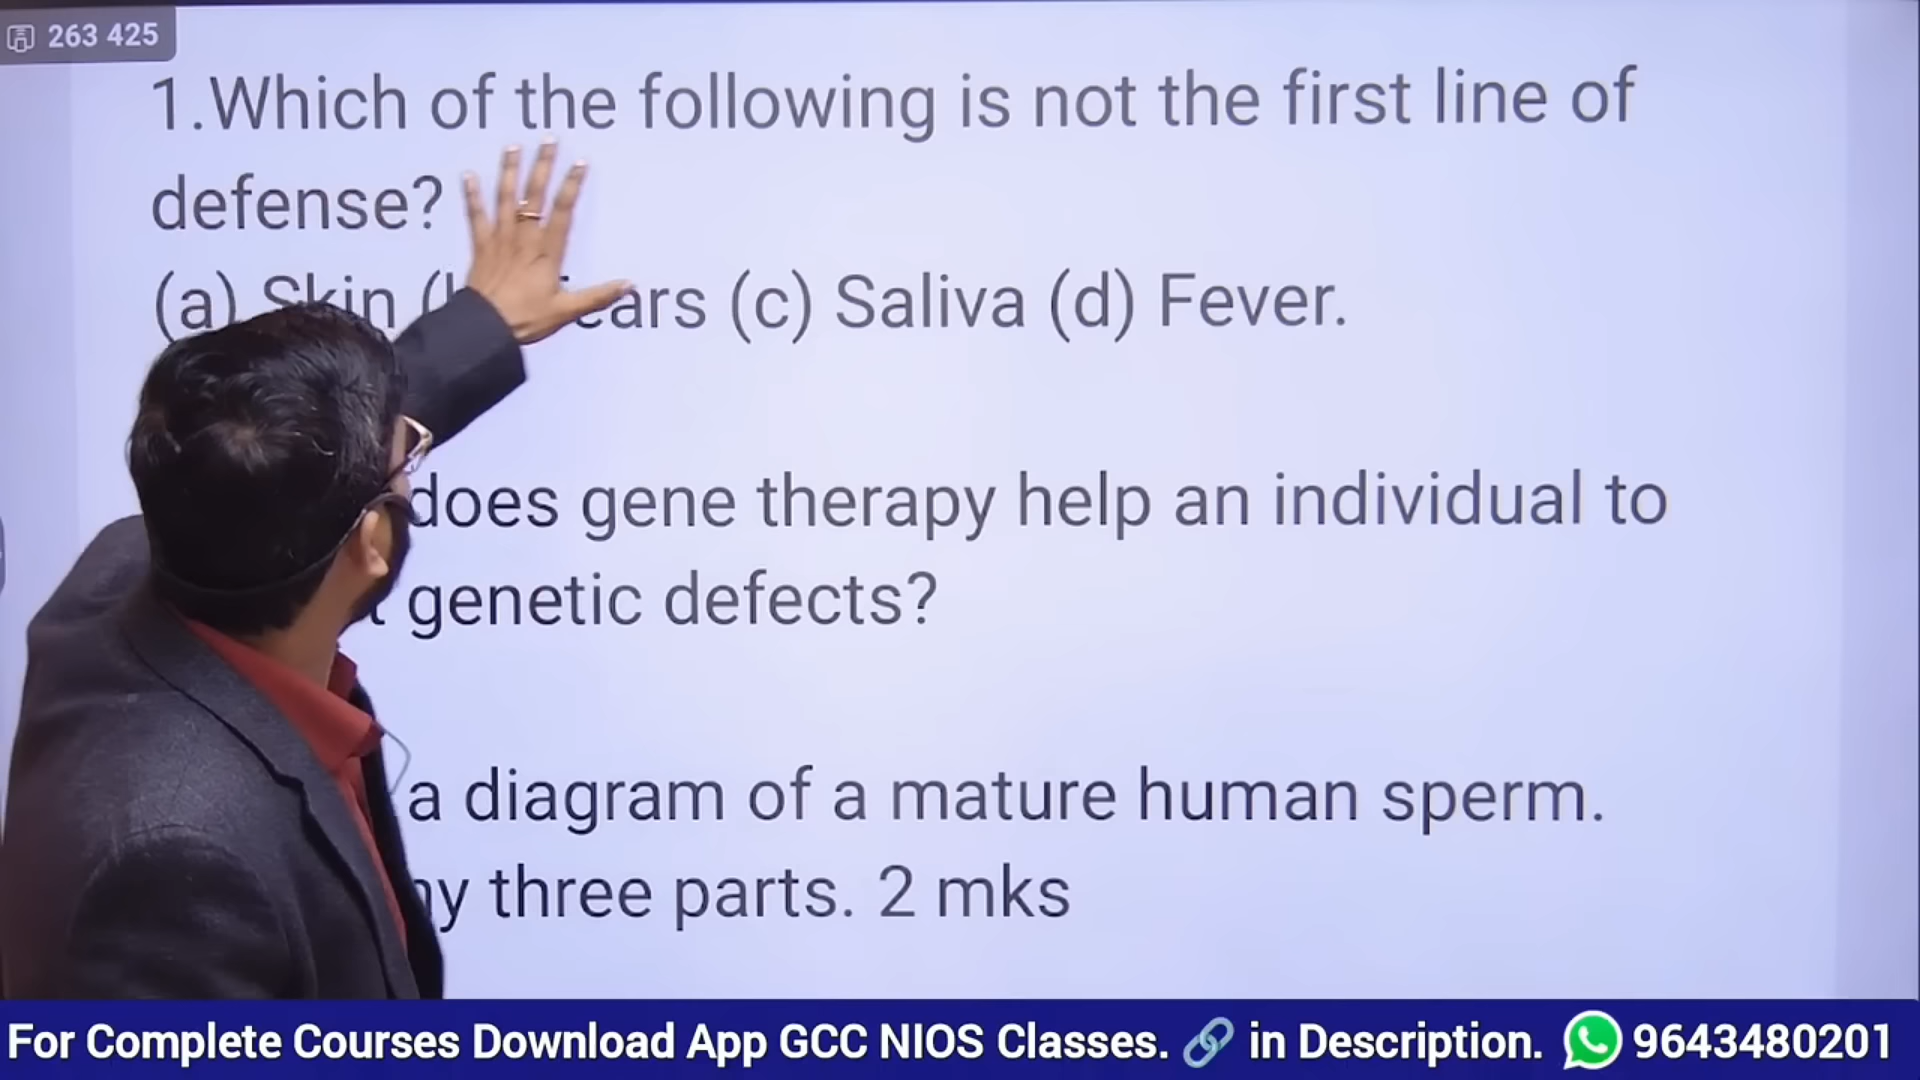 263 425
1.Which of the following is not the first line of
defense?
(a) Skin (c) Saliva (d) Fever.
does gene therapy help an individual to
genetic defects?
a diagram of a mature human sperm.
three parts. 2 mks
For Complete Courses Download App GCC NIOS Classes. in Description. 9643480201